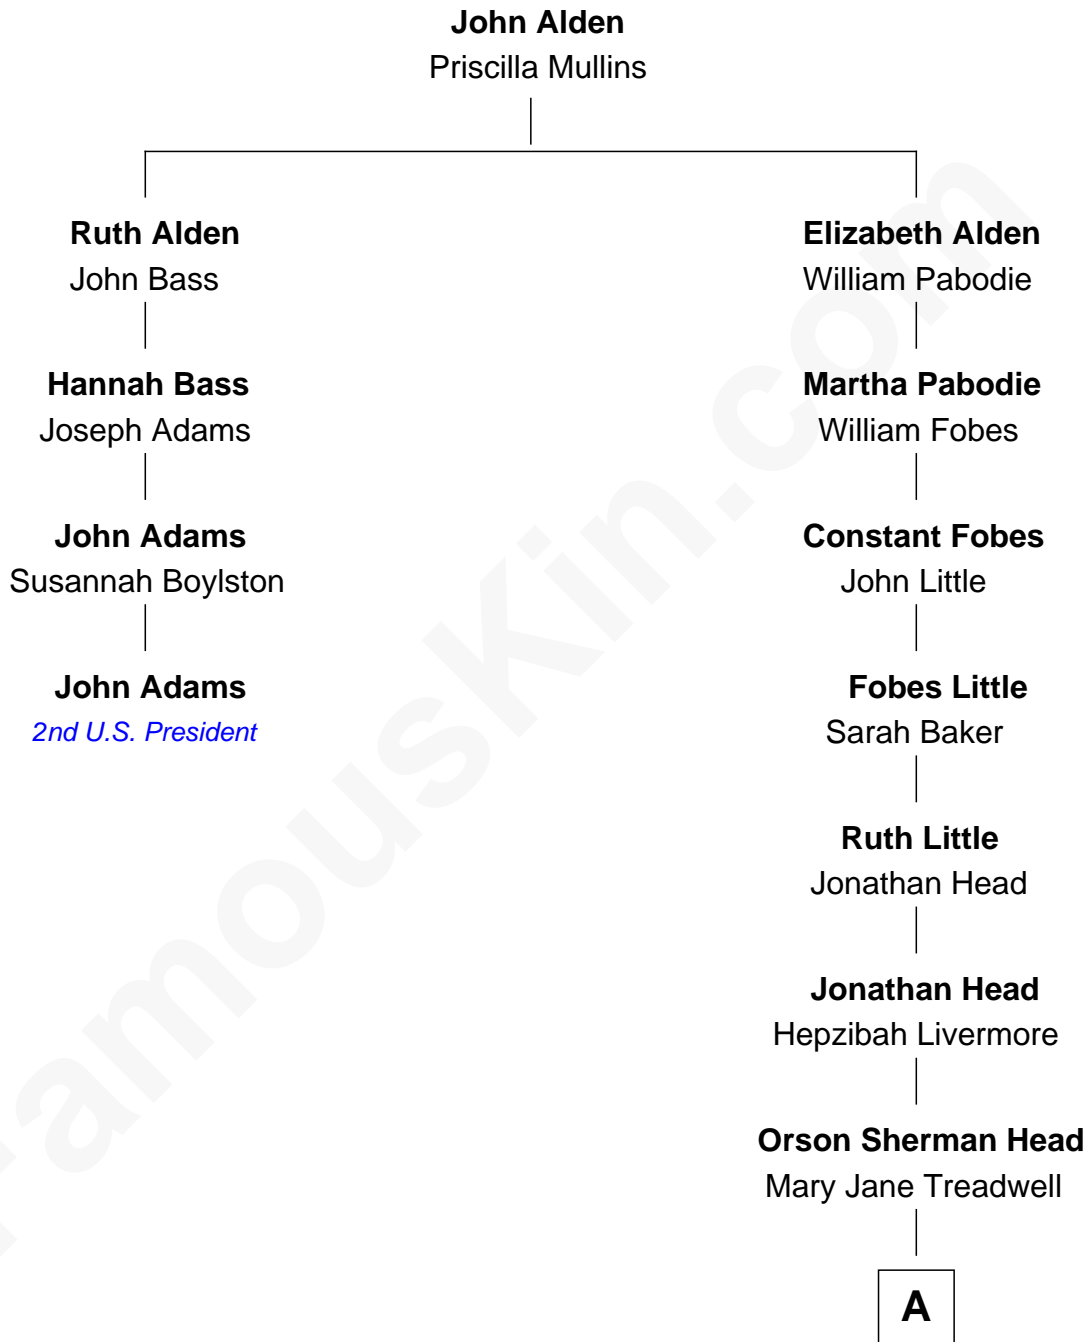 John Alden
Priscilla Mullins
Ruth Alden
John Bass
Hannah Bass
Joseph Adams
John Adams
Susannah Boylston
John Adams
2nd U.S. President
Elizabeth Alden
William Pabodie
Martha Pabodie
William Fobes
Constant Fobes
John Little
Fobes Little
Sarah Baker
Ruth Little
Jonathan Head
Jonathan Head
Hepzibah Livermore
Orson Sherman Head
Mary Jane Treadwell
A
FamousKin.com